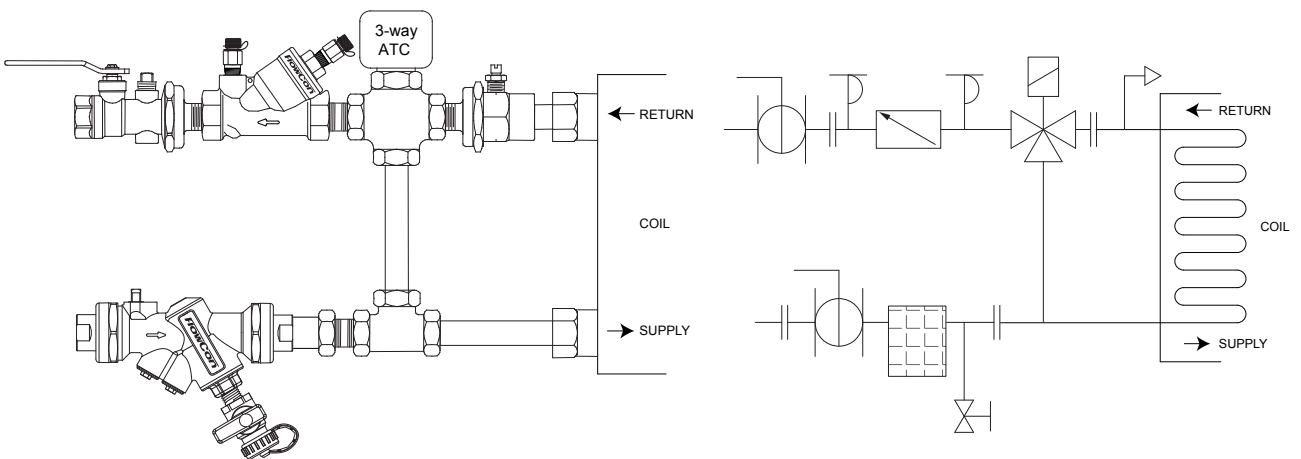 3-way
ATC
FlowCon
RETURN
COIL
SUPPLY
FlowCon
RETURN
COIL
SUPPLY